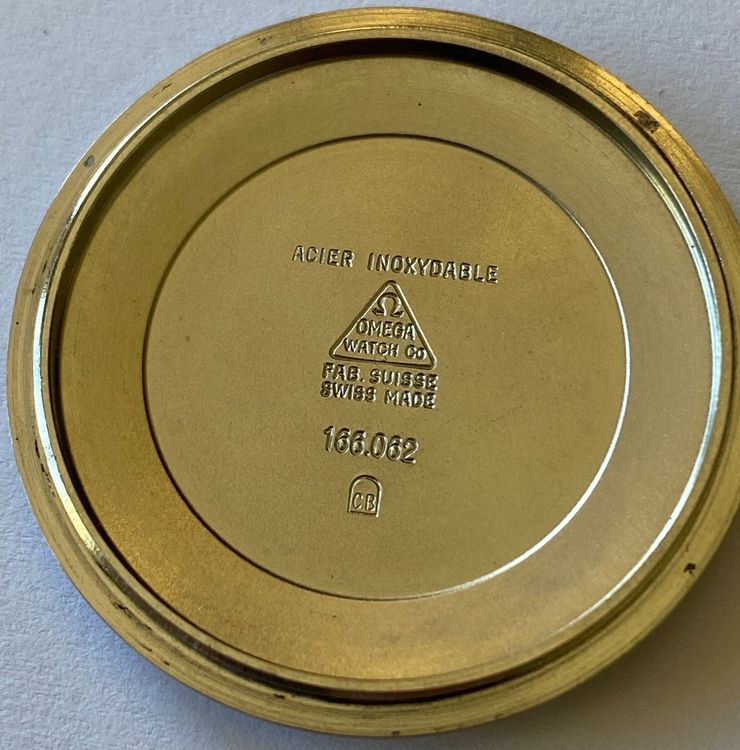 ACIER INOXYDABLE
Ω
OMEGA
WATCH Co
FAB. SUISSE
SWISS MADE
166.062
CB